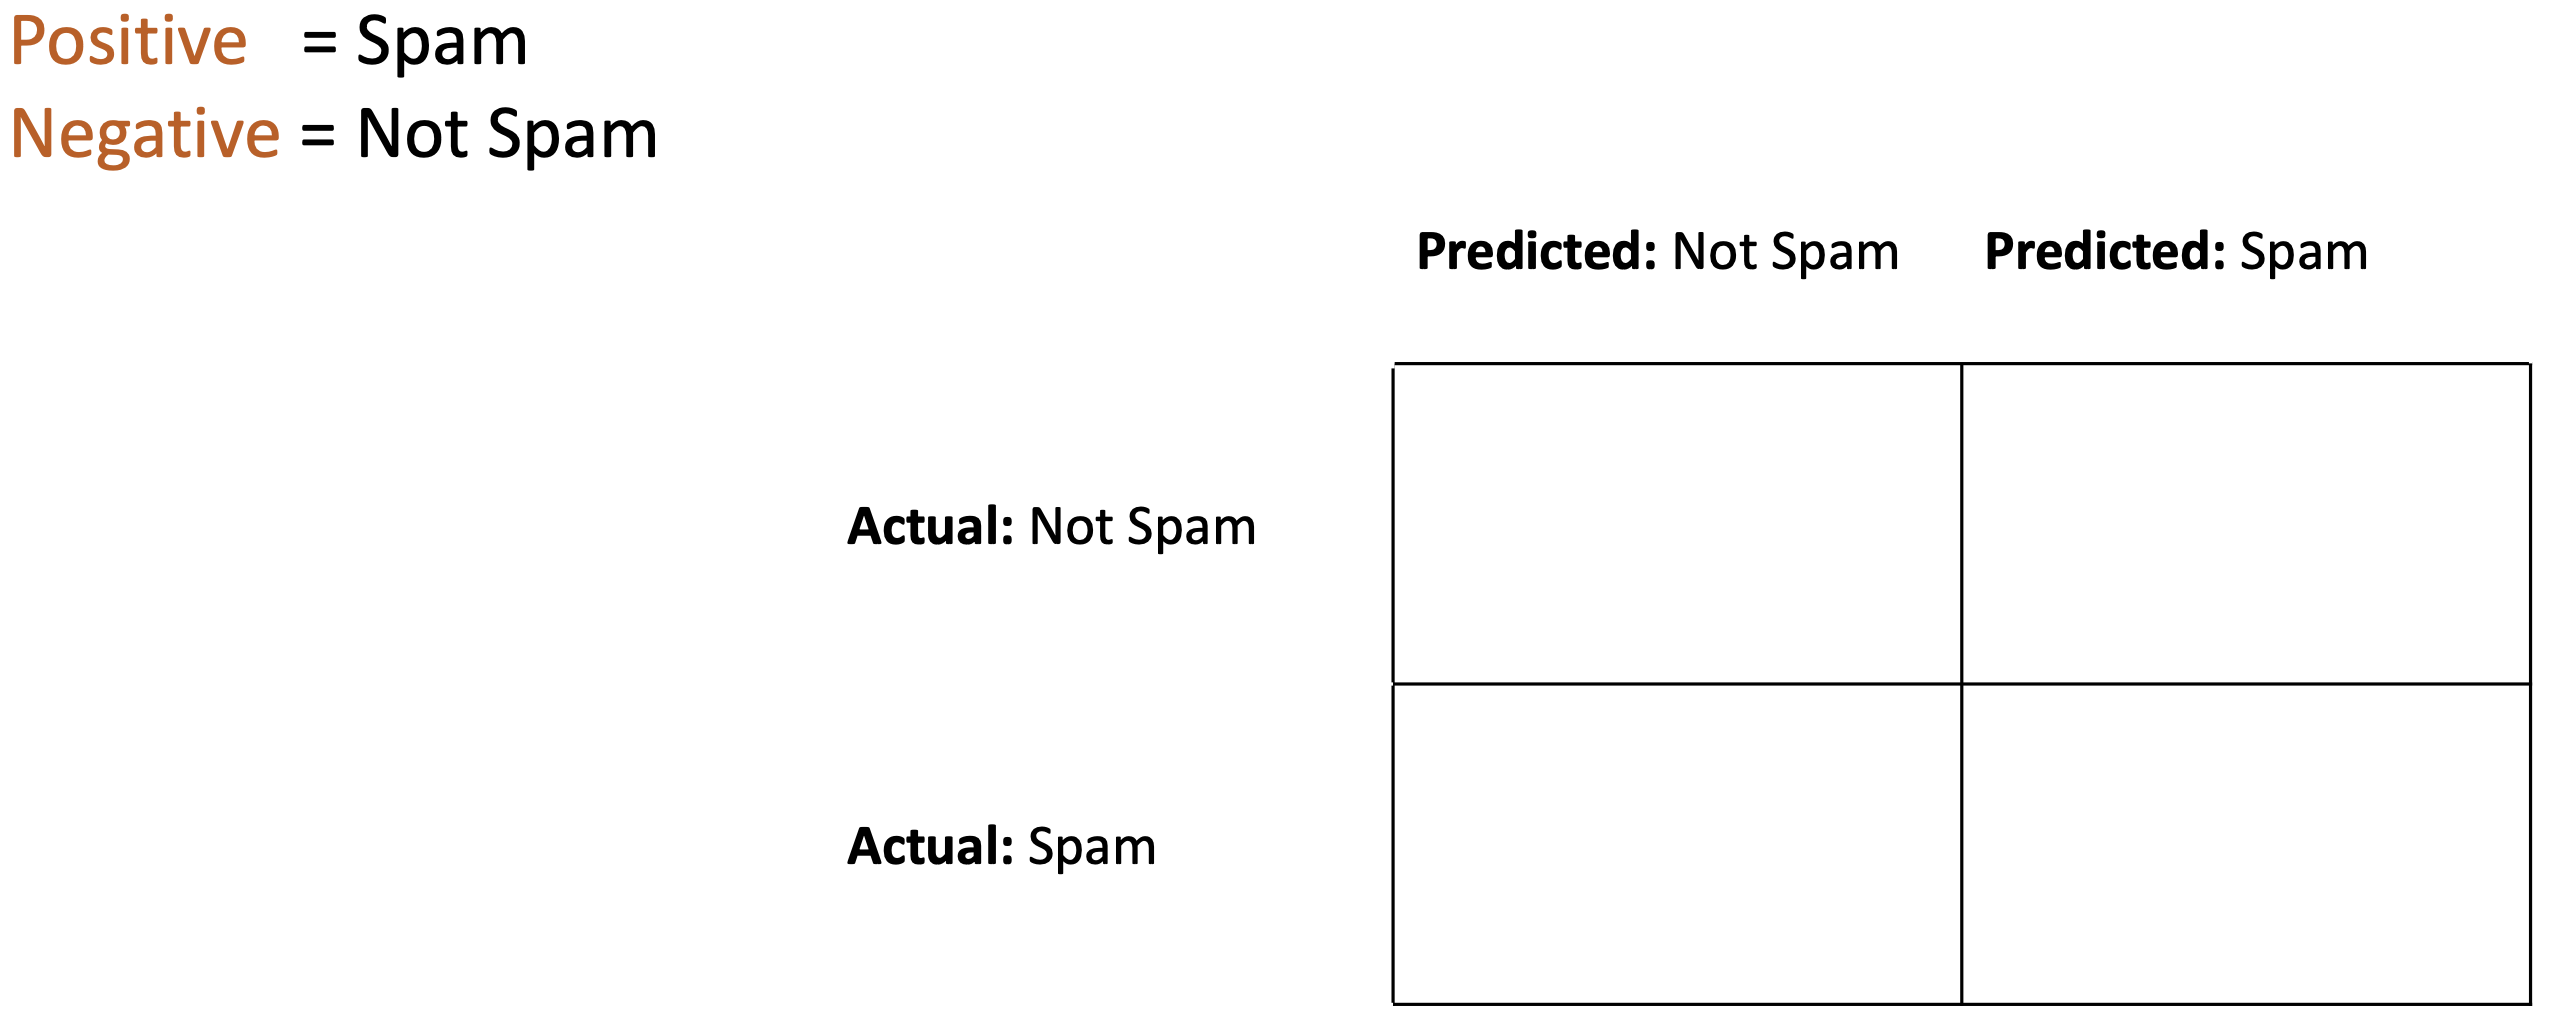 Positive = Spam
Negative = Not Spam
Predicted: Not Spam Predicted: Spam
Actual: Not Spam
Actual: Spam